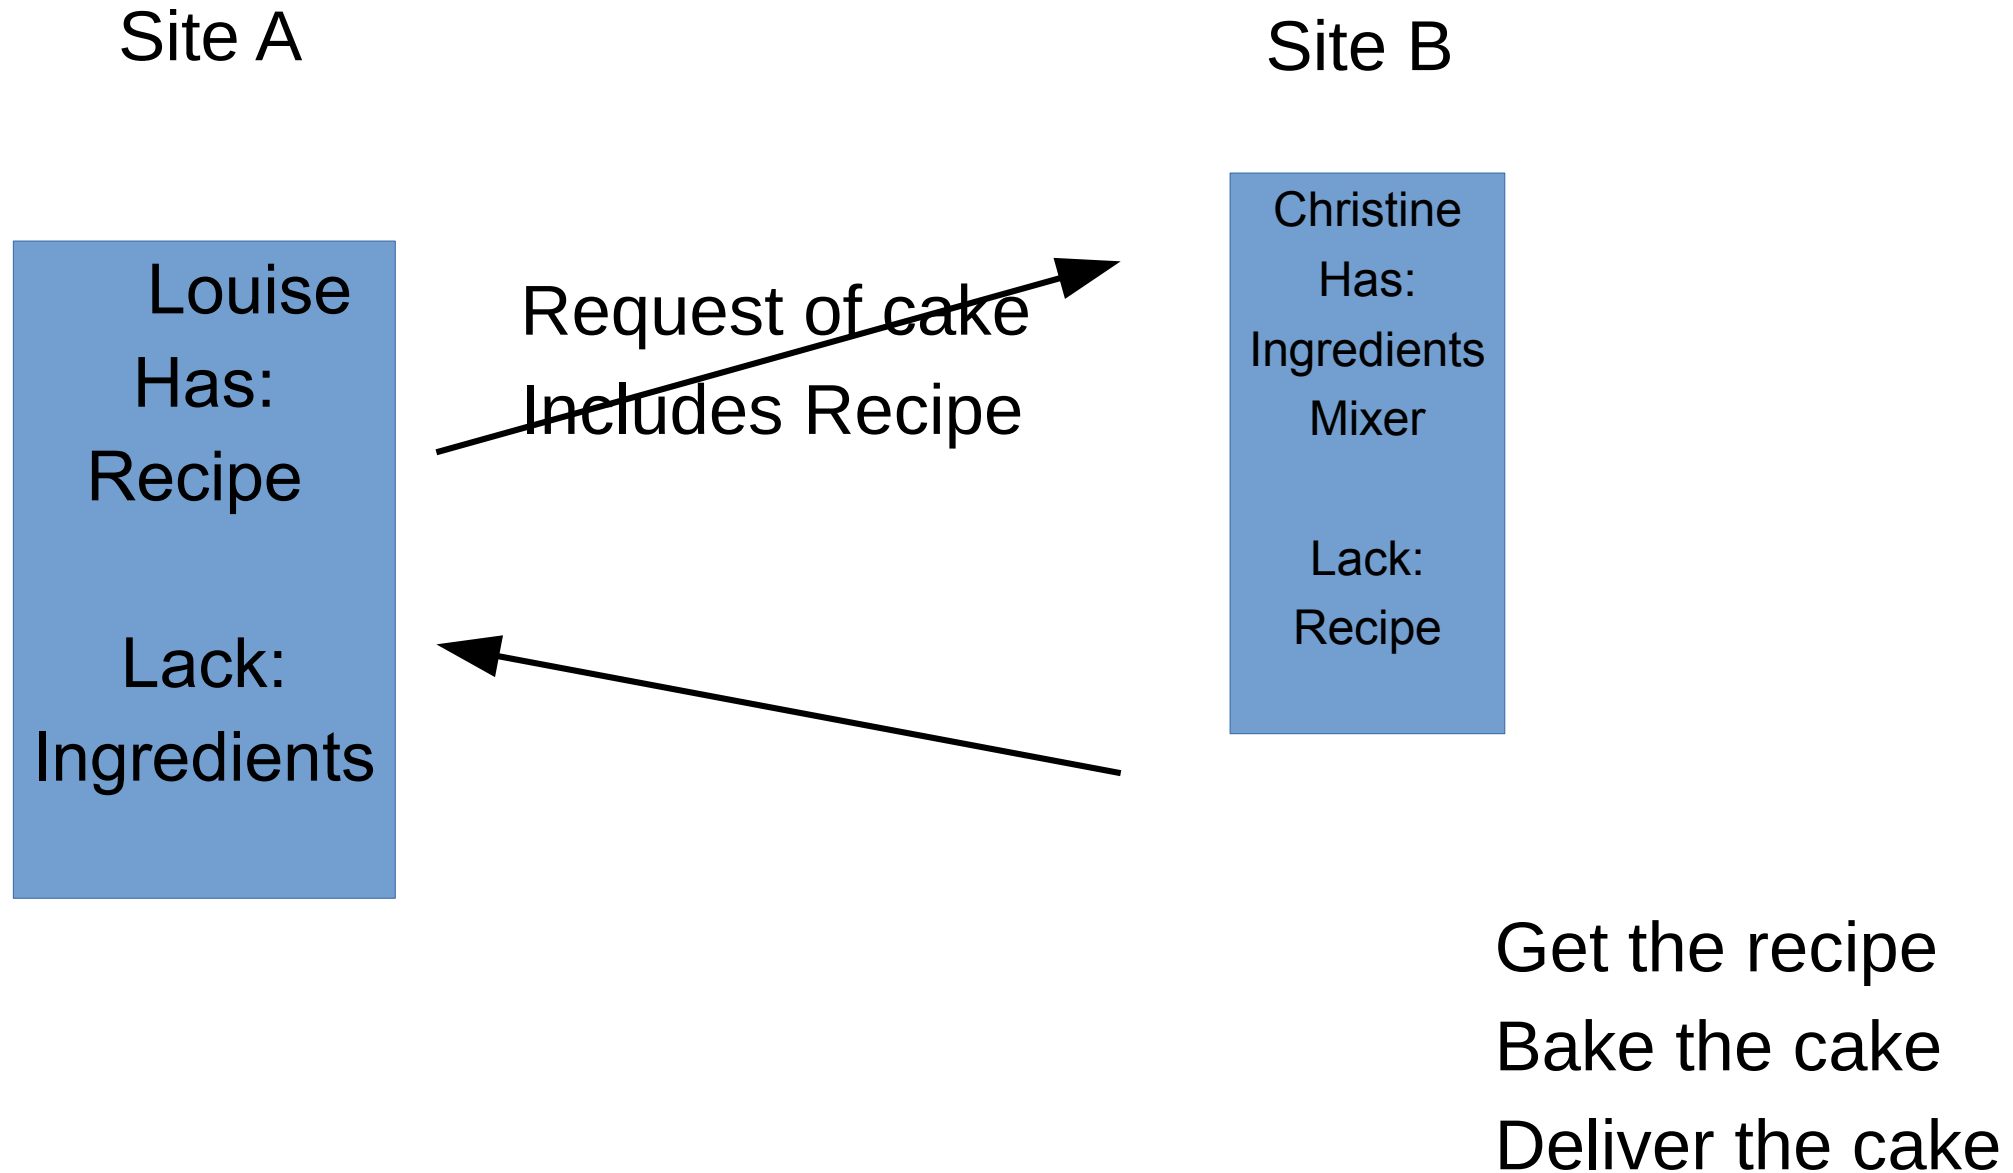 Site A
Site B
Louise
Has:
Recipe
Lack:
Ingredients
Request of cake
Includes Recipe
Christine
Has:
Ingredients
Mixer
Lack:
Recipe
Get the recipe
Bake the cake
Deliver the cake